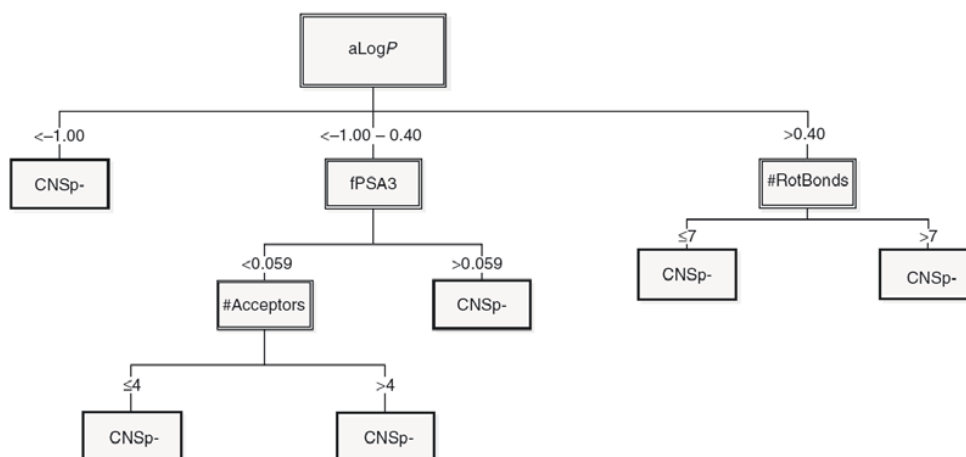 aLogP
<–1.00
<–1.00 – 0.40
>0.40
CNSp-
fPSA3
#RotBonds
≤7
>7
<0.059
>0.059
CNSp-
CNSp-
#Acceptors
CNSp-
≤4
>4
CNSp-
CNSp-